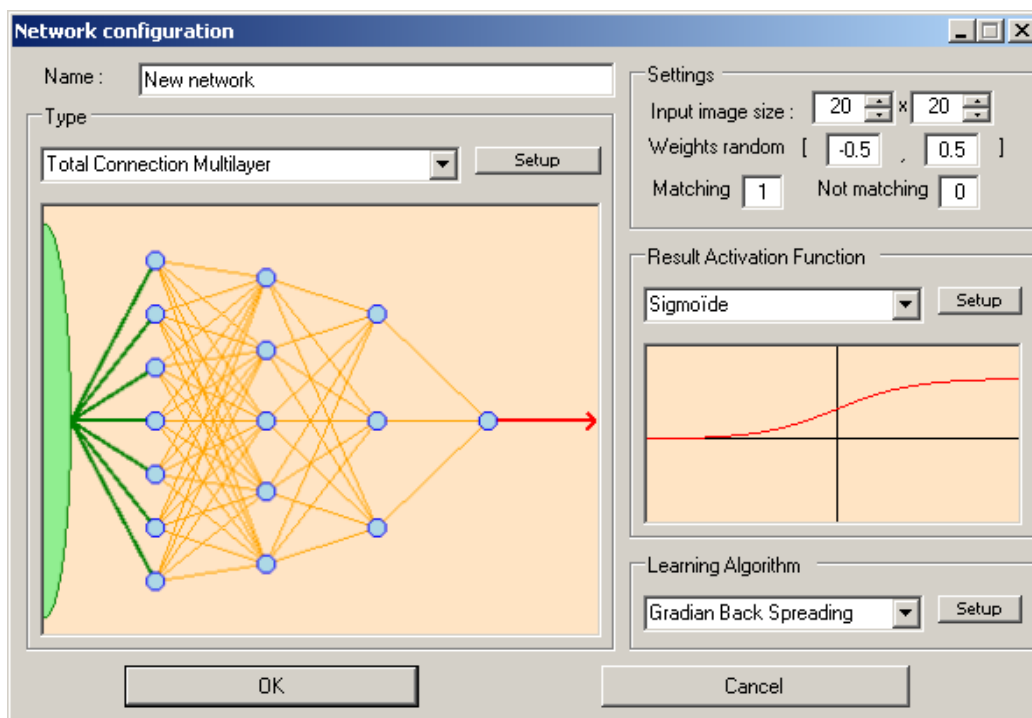 Network configuration
Name : New network
Type
Total Connection Multilayer Setup
Settings
Input image size : 20 x 20
Weights random [ -0.5 , 0.5 ]
Matching 1 Not matching 0
Result Activation Function
Sigmoïde Setup
Learning Algorithm
Gradian Back Spreading Setup
OK Cancel